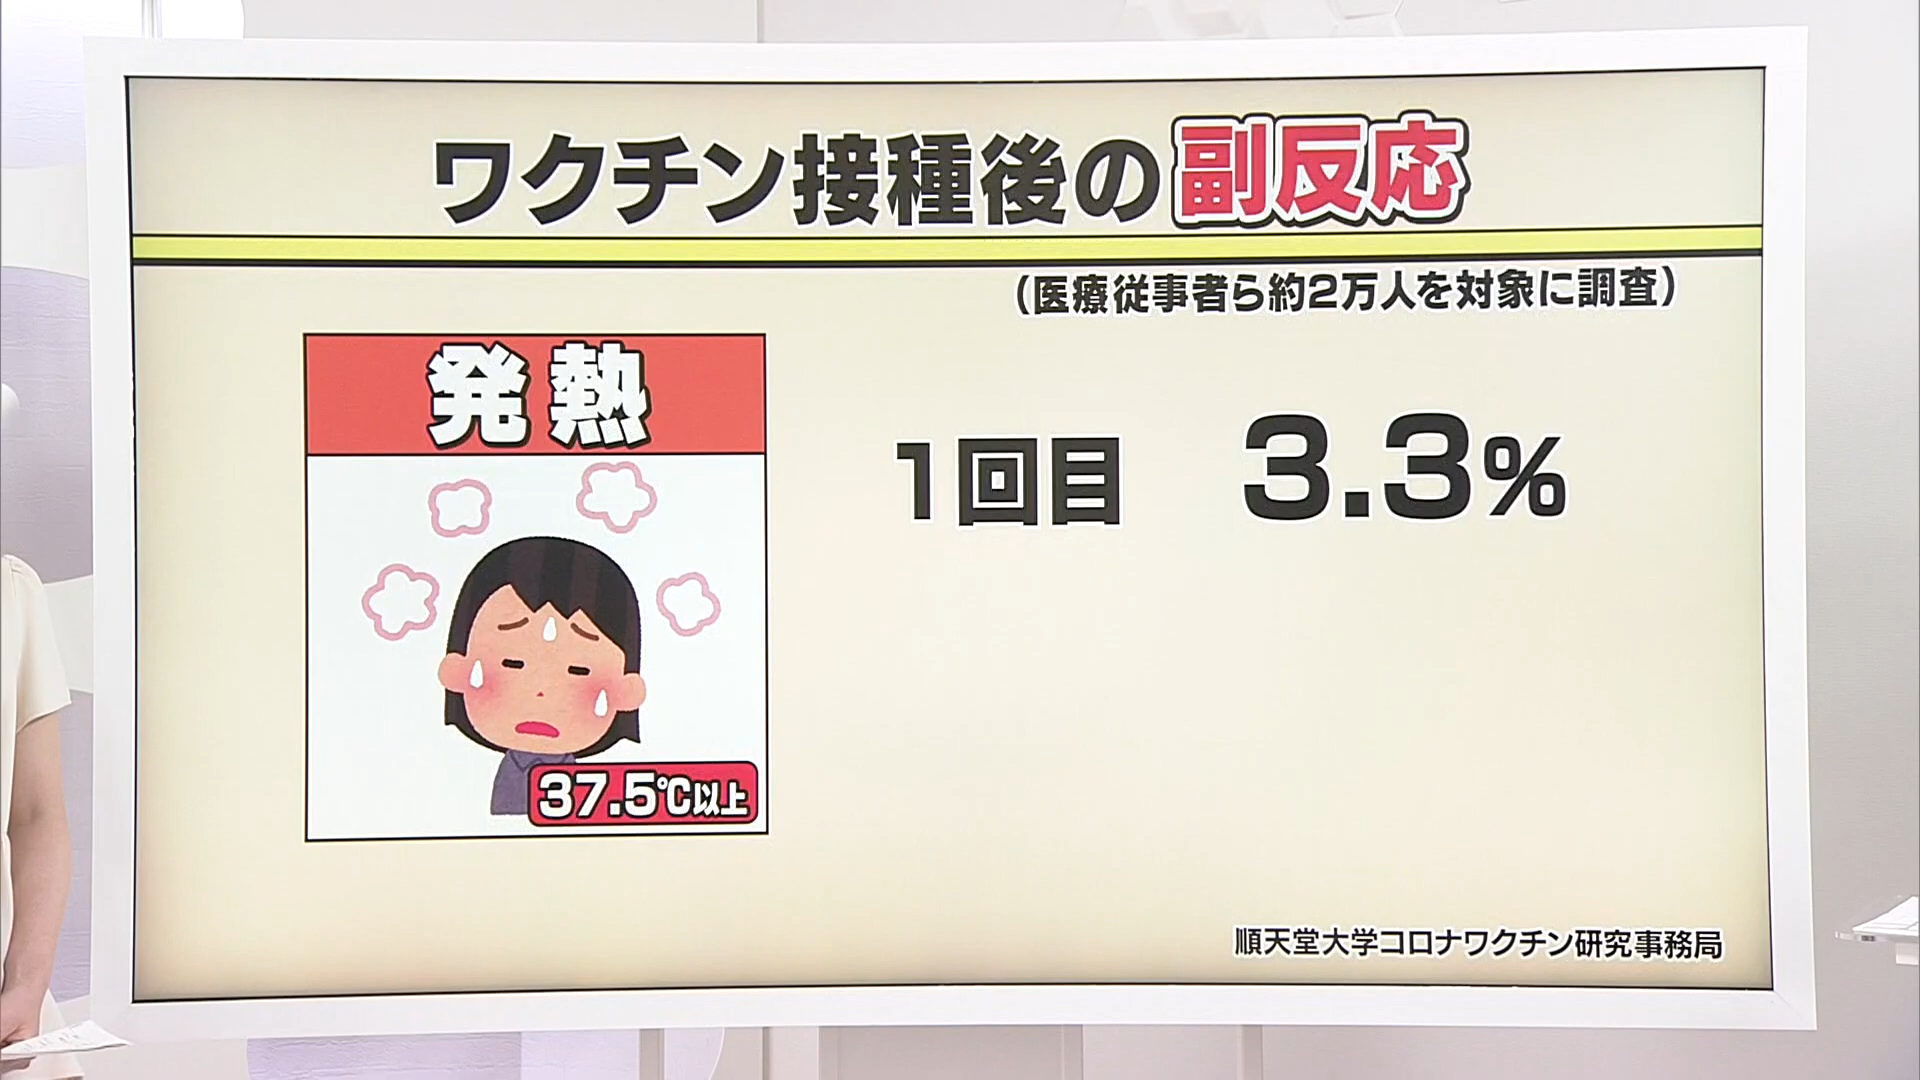 ワクチン接種後の副反応
（医療従事者ら約2万人を対象に調査）
発熱
1回目 3.3%
37.5℃以上
順天堂大学コロナワクチン研究事務局